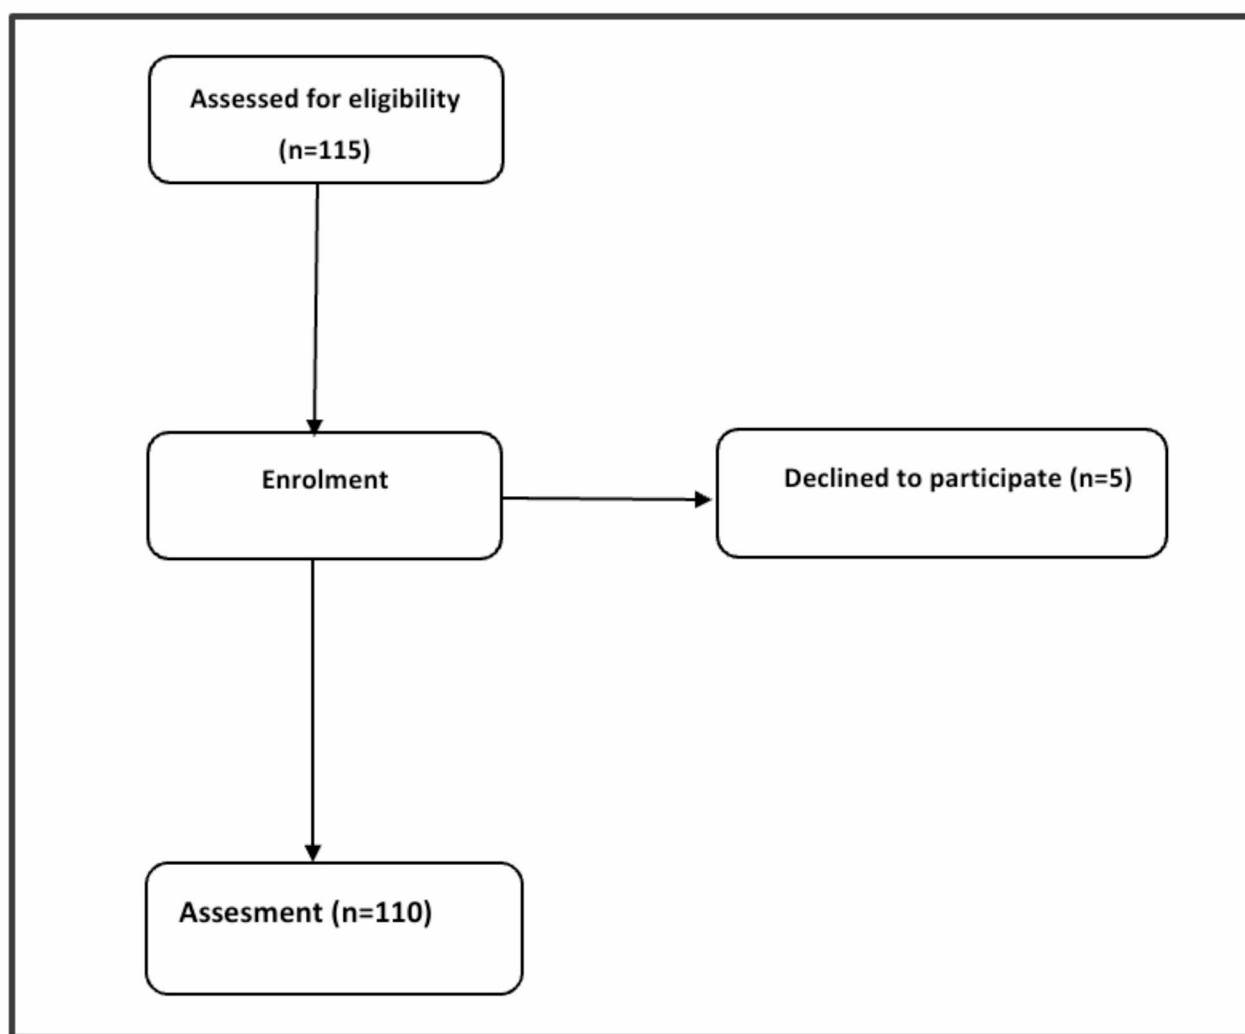 Assessed for eligibility
(n=115)
Enrolment
Declined to participate (n=5)
Assesment (n=110)